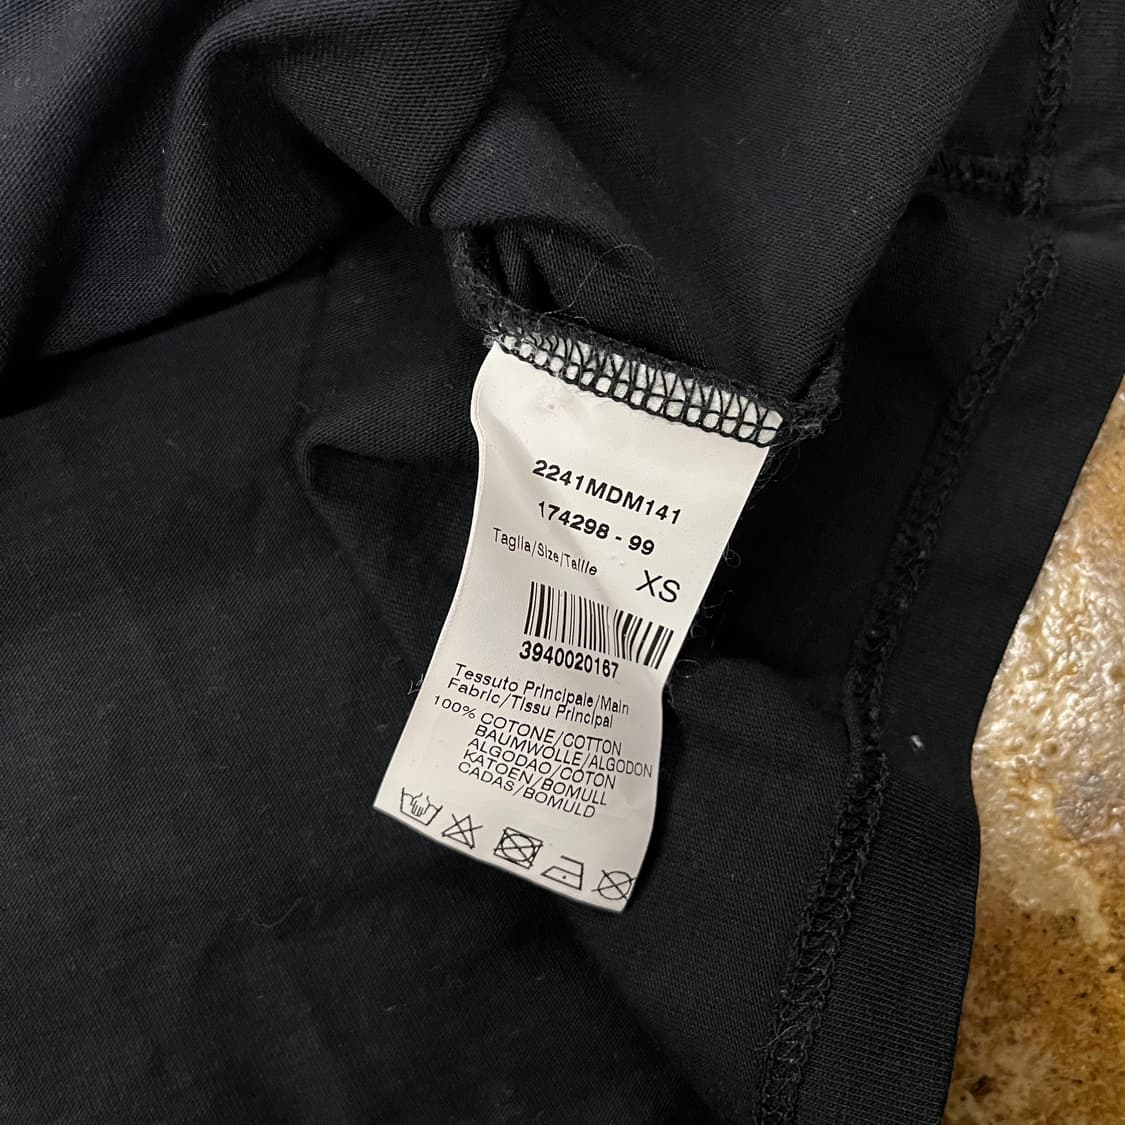 2241MDM141
174298 - 99
Taglia/Size/Taille XS
3940020167
Tessuto Principale/Main
Fabric/Tissu Principal
100% COTONE/COTTON
BAUMWOLLE/ALGODON
ALGODAO/COTON
KATOEN/BOMULL
CADAS/BOMULD